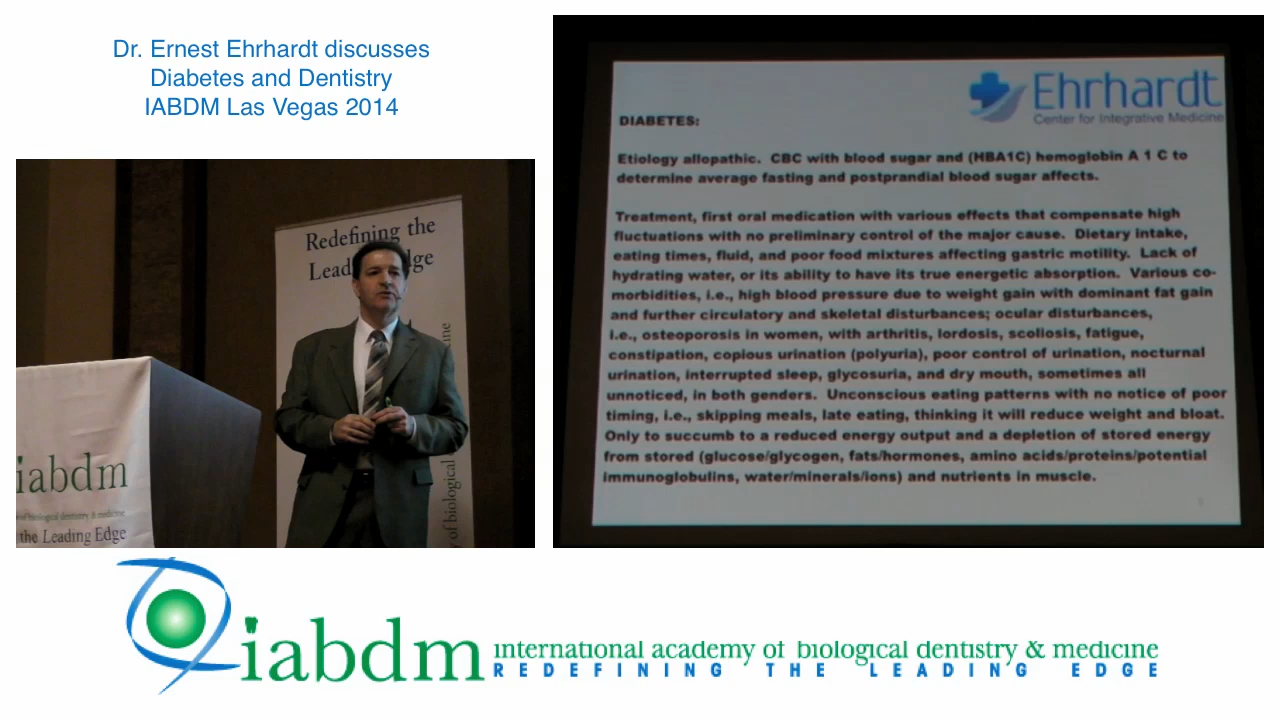 Dr. Ernest Ehrhardt discusses
Diabetes and Dentistry
IABDM Las Vegas 2014
Ehrhardt
Center for Integrative Medicine
DIABETES:
Etiology allopathic. CBC with blood sugar and (HBA1C) hemoglobin A 1 C to
determine average fasting and postprandial blood sugar affects.
Treatment, first oral medication with various effects that compensate high
fluctuations with no preliminary control of the major cause. Dietary intake,
eating times, fluid, and poor food mixtures affecting gastric motility. Lack of
hydrating water, or its ability to have its true energetic absorption. Various co-
morbidities, i.e., high blood pressure due to weight gain with dominant fat gain
and further circulatory and skeletal disturbances; ocular disturbances,
i.e., osteoporosis in women, with arthritis, lordosis, scoliosis, fatigue,
constipation, copious urination (polyuria), poor control of urination, nocturnal
urination, interrupted sleep, glycosuria, and dry mouth, sometimes all
unnoticed, in both genders. Unconscious eating patterns with no notice of poor
timing, i.e., skipping meals, late eating, thinking it will reduce weight and bloat.
Only to succumb to a reduced energy output and a depletion of stored energy
from stored (glucose/glycogen, fats/hormones, amino acids/proteins/potential
immunoglobulins, water/minerals/ions) and nutrients in muscle.
Redefining the
Edge
iabdm
of biological dentistry & medicine
the Leading Edge
y of biological
iabdm
international academy of biological dentistry & medicine
REDEFINING THE LEADING EDGE